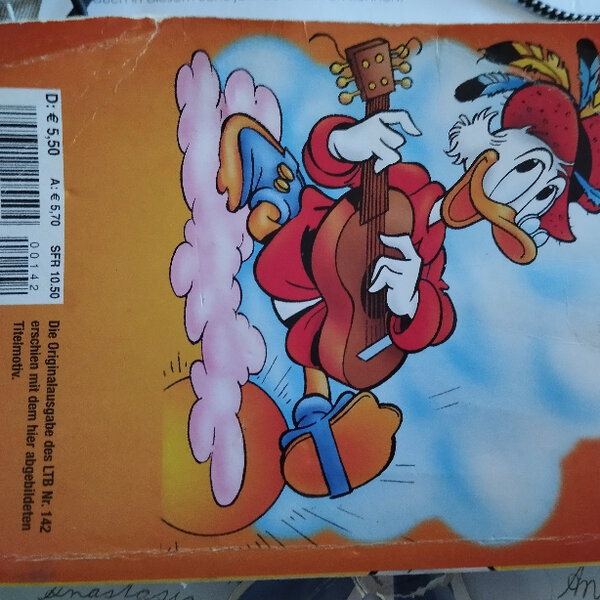 D: € 5,50 A: € 5,70 SFR 10.50
00142
Die Originalausgabe des LTB Nr. 142
erschien mit dem hier abgebildeten
Titelmotiv.